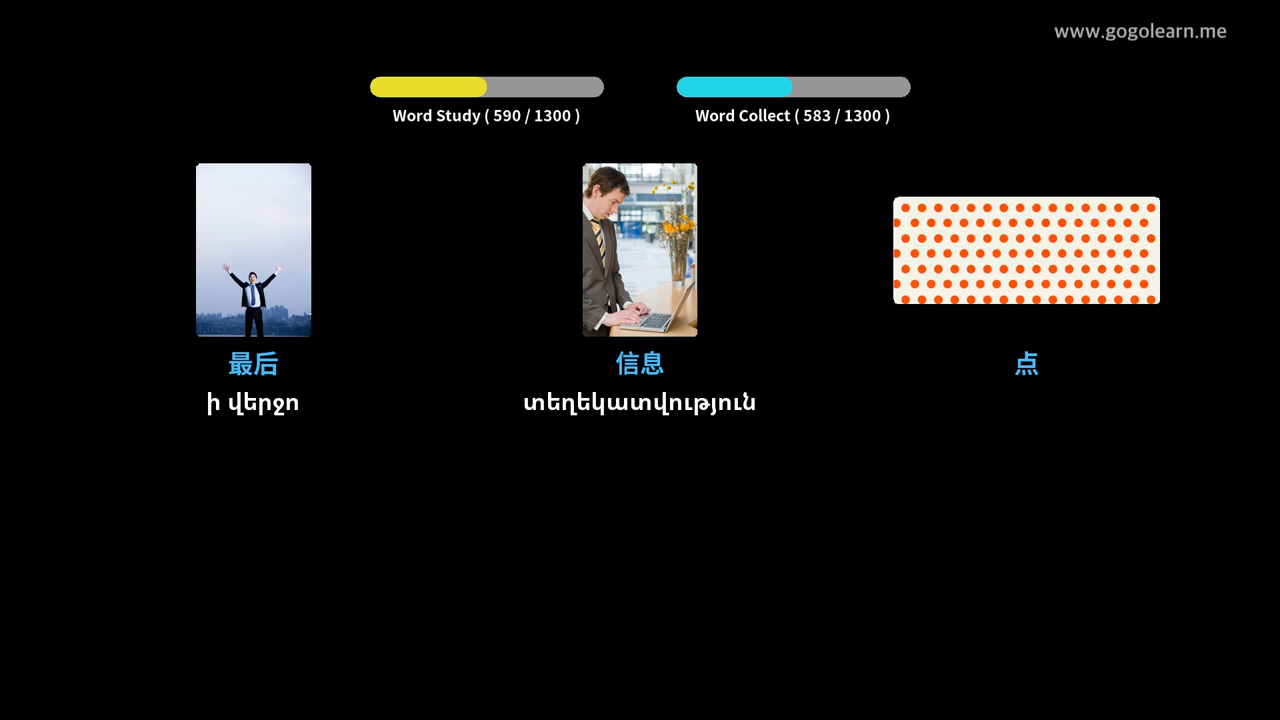 www.gogolearn.me
Word Study ( 590 / 1300 )
Word Collect ( 583 / 1300 )
最后
信息
点
ի վերջո
տեղեկատվություն